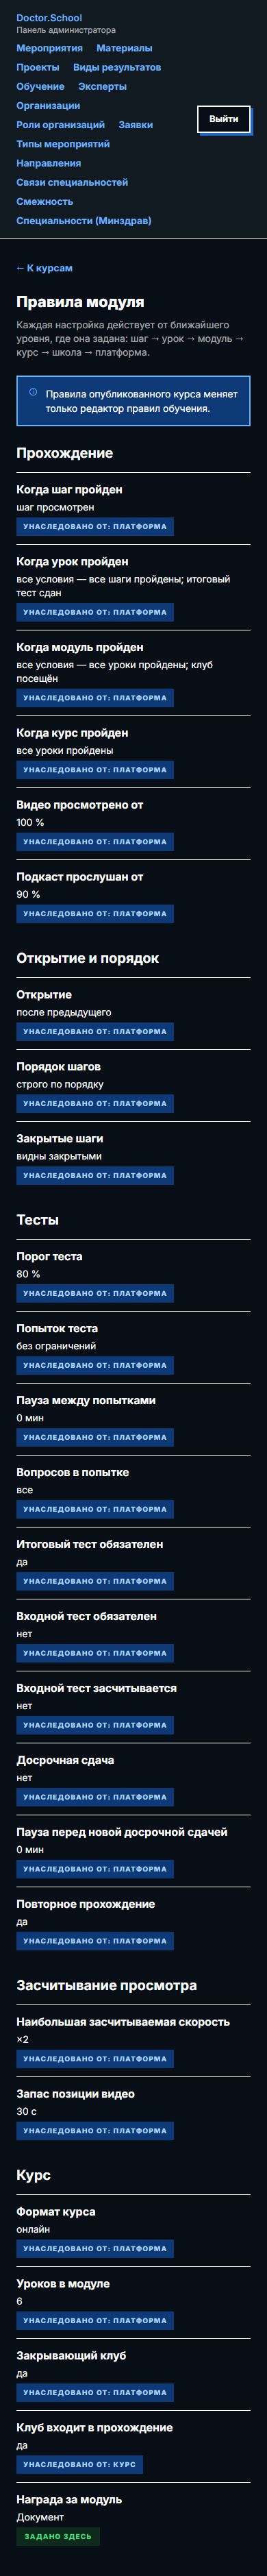 Doctor.School
Панель администратора
Мероприятия Материалы
Проекты Виды результатов
Обучение Эксперты
Организации
Роли организаций Заявки
Типы мероприятий
Направления
Связи специальностей
Смежность
Специальности (Минздрав)
Выйти
← К курсам
Правила модуля
Каждая настройка действует от ближайшего
уровня, где она задана: шаг → урок → модуль →
курс → школа → платформа.
Правила опубликованного курса меняет
только редактор правил обучения.
Прохождение
Когда шаг пройден
шаг просмотрен
УНАСЛЕДОВАНО ОТ: ПЛАТФОРМА
Когда урок пройден
все условия — все шаги пройдены; итоговый
тест сдан
УНАСЛЕДОВАНО ОТ: ПЛАТФОРМА
Когда модуль пройден
все условия — все уроки пройдены; клуб
посещён
УНАСЛЕДОВАНО ОТ: ПЛАТФОРМА
Когда курс пройден
все уроки пройдены
УНАСЛЕДОВАНО ОТ: ПЛАТФОРМА
Видео просмотрено от
100 %
УНАСЛЕДОВАНО ОТ: ПЛАТФОРМА
Подкаст прослушан от
90 %
УНАСЛЕДОВАНО ОТ: ПЛАТФОРМА
Открытие и порядок
Открытие
после предыдущего
УНАСЛЕДОВАНО ОТ: ПЛАТФОРМА
Порядок шагов
строго по порядку
УНАСЛЕДОВАНО ОТ: ПЛАТФОРМА
Закрытые шаги
видны закрытыми
УНАСЛЕДОВАНО ОТ: ПЛАТФОРМА
Тесты
Порог теста
80 %
УНАСЛЕДОВАНО ОТ: ПЛАТФОРМА
Попыток теста
без ограничений
УНАСЛЕДОВАНО ОТ: ПЛАТФОРМА
Пауза между попытками
0 мин
УНАСЛЕДОВАНО ОТ: ПЛАТФОРМА
Вопросов в попытке
все
УНАСЛЕДОВАНО ОТ: ПЛАТФОРМА
Итоговый тест обязателен
да
УНАСЛЕДОВАНО ОТ: ПЛАТФОРМА
Входной тест обязателен
нет
УНАСЛЕДОВАНО ОТ: ПЛАТФОРМА
Входной тест засчитывается
нет
УНАСЛЕДОВАНО ОТ: ПЛАТФОРМА
Досрочная сдача
нет
УНАСЛЕДОВАНО ОТ: ПЛАТФОРМА
Пауза перед новой досрочной сдачей
0 мин
УНАСЛЕДОВАНО ОТ: ПЛАТФОРМА
Повторное прохождение
да
УНАСЛЕДОВАНО ОТ: ПЛАТФОРМА
Засчитывание просмотра
Наибольшая засчитываемая скорость
×2
УНАСЛЕДОВАНО ОТ: ПЛАТФОРМА
Запас позиции видео
30 с
УНАСЛЕДОВАНО ОТ: ПЛАТФОРМА
Курс
Формат курса
онлайн
УНАСЛЕДОВАНО ОТ: ПЛАТФОРМА
Уроков в модуле
6
УНАСЛЕДОВАНО ОТ: ПЛАТФОРМА
Закрывающий клуб
да
УНАСЛЕДОВАНО ОТ: ПЛАТФОРМА
Клуб входит в прохождение
да
УНАСЛЕДОВАНО ОТ: КУРС
Награда за модуль
Документ
ЗАДАНО ЗДЕСЬ